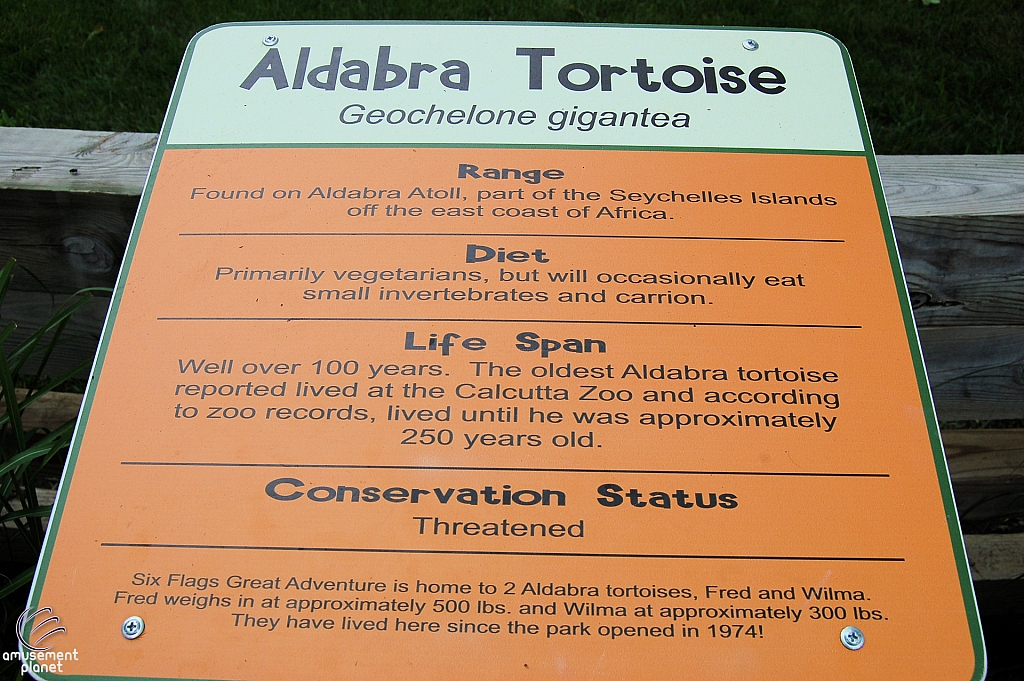 Aldabra Tortoise
Geochelone gigantea
Range
Found on Aldabra Atoll, part of the Seychelles Islands
off the east coast of Africa.
Diet
Primarily vegetarians, but will occasionally eat
small invertebrates and carrion.
Life Span
Well over 100 years. The oldest Aldabra tortoise
reported lived at the Calcutta Zoo and according
to zoo records, lived until he was approximately
250 years old.
Conservation Status
Threatened
Six Flags Great Adventure is home to 2 Aldabra tortoises, Fred and Wilma.
Fred weighs in at approximately 500 lbs. and Wilma at approximately 300 lbs.
They have lived here since the park opened in 1974!
amusement
planet